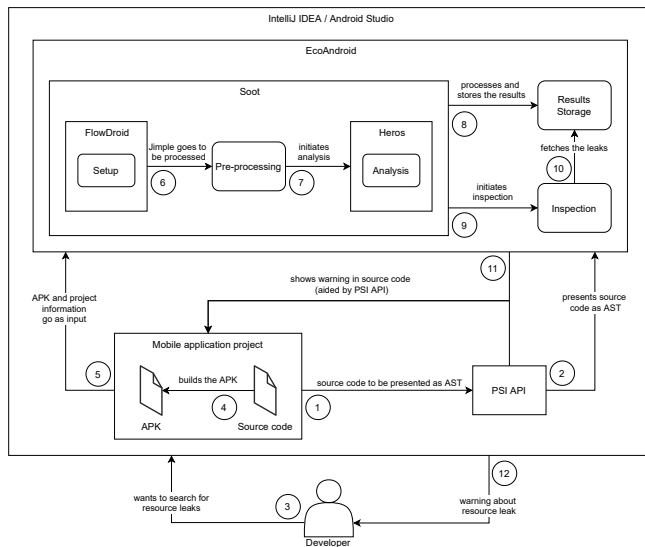 IntelliJ IDEA / Android Studio
EcoAndroid
Soot
processes and
stores the results
8
Results
Storage
FlowDroid
Setup
Jimple goes to
be processed
6
Pre-processing
initiates
analysis
7
Heros
Analysis
fetches the leaks
10
initiates
inspection
9
Inspection
11
shows warning in source code
(aided by PSI API)
APK and project
information
go as input
presents source
code as AST
5
Mobile application project
builds the APK
4
APK
Source code
1
source code to be presented as AST
PSI API
2
12
wants to search for
resource leaks
3
warning about
resource leak
Developer